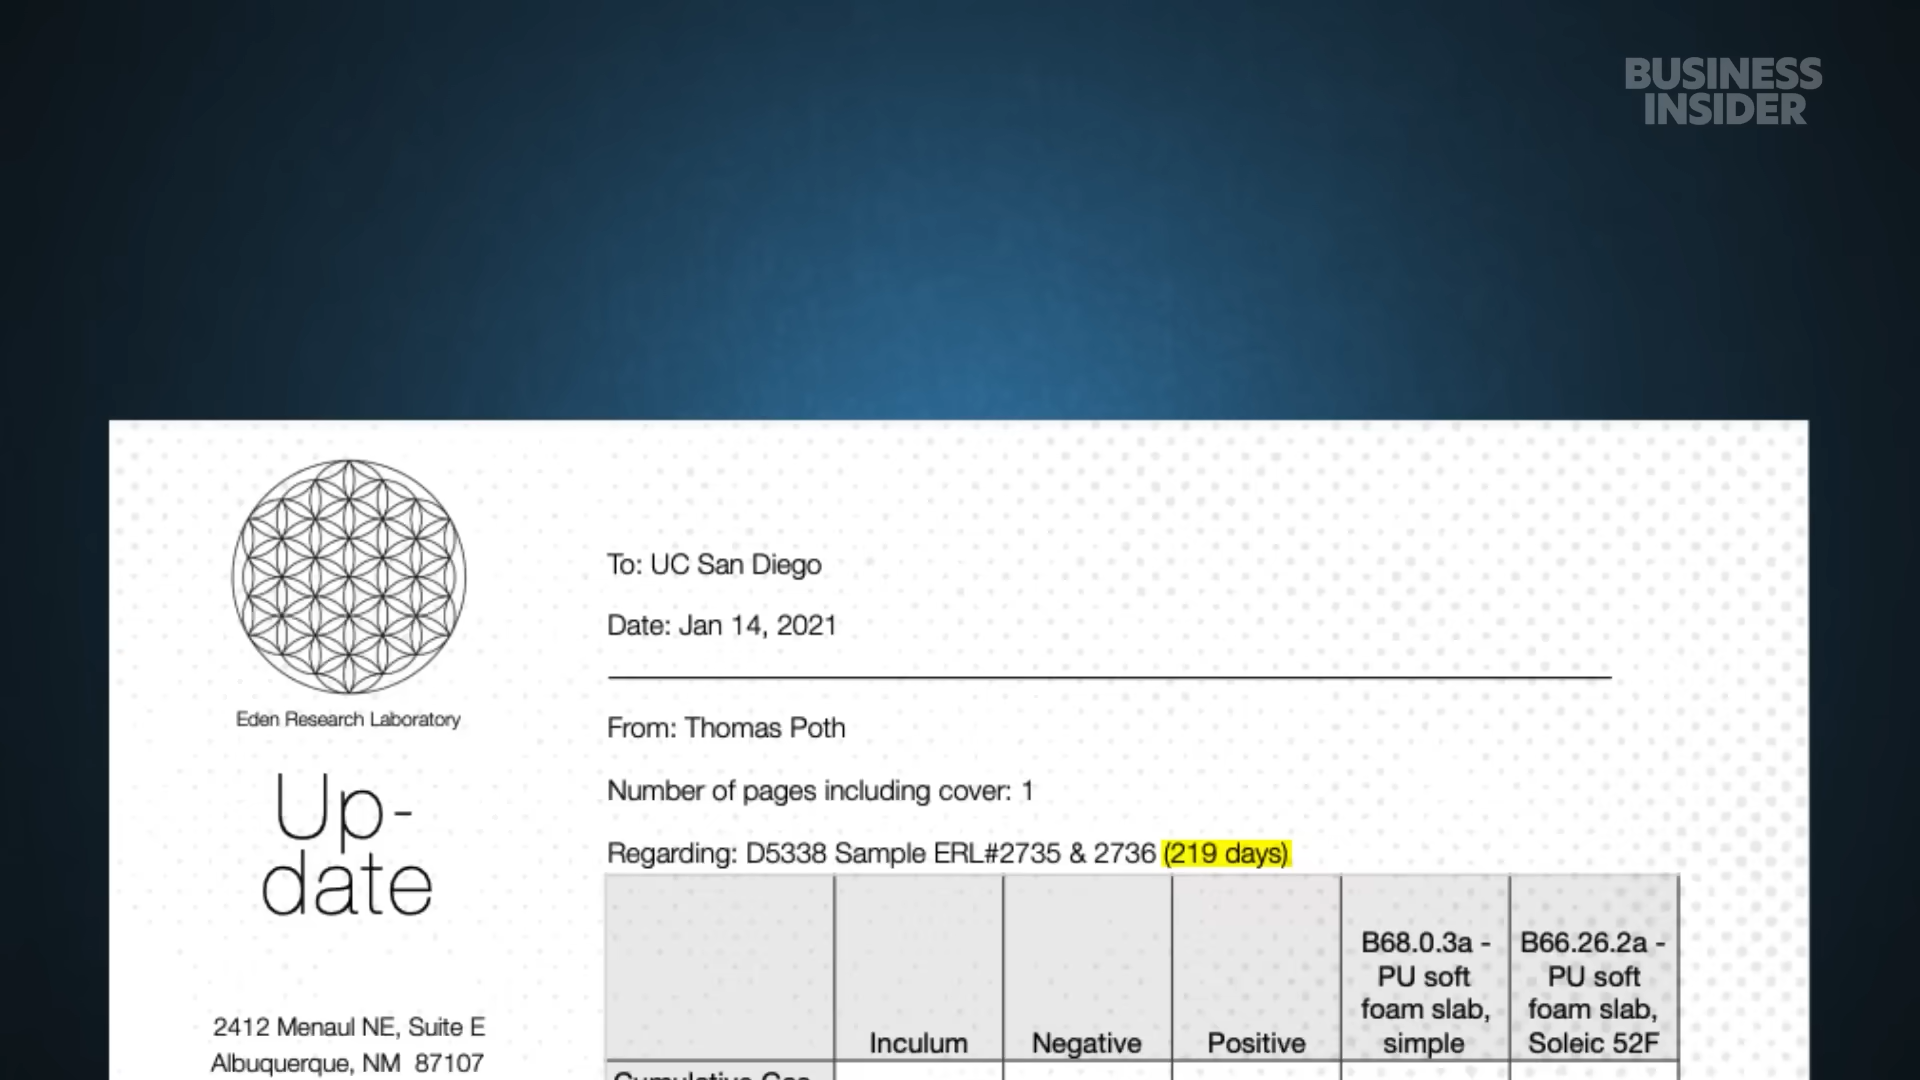 BUSINESS
INSIDER
Eden Research Laboratory
Up-
date
2412 Menaul NE, Suite E
Albuquerque, NM 87107
To: UC San Diego
Date: Jan 14, 2021
From: Thomas Poth
Number of pages including cover: 1
Regarding: D5338 Sample ERL#2735 & 2736 (219 days)
Inculum
Negative
Positive
B68.0.3a -
PU soft
foam slab,
simple
B66.26.2a -
PU soft
foam slab,
Soleic 52F
Cumulative Gas